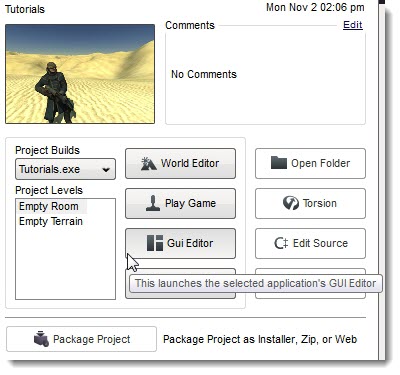 Tutorials
Mon Nov 2 02:06 pm
Comments
Edit
No Comments
Project Builds
Tutorials.exe
Project Levels
Empty Room
Empty Terrain
World Editor
Play Game
Gui Editor
Open Folder
Torsion
Edit Source
This launches the selected application's GUI Editor
Package Project
Package Project as Installer, Zip, or Web